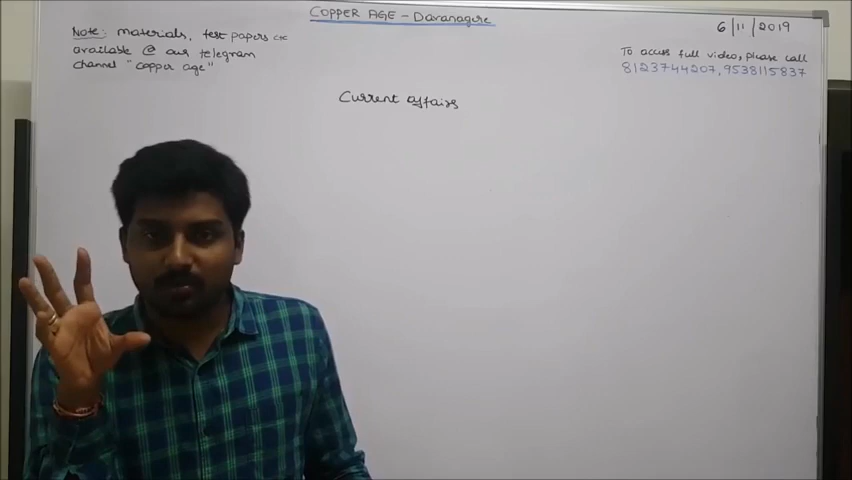 COPPER AGE - Davanagere
6/11/2019
Note: materials, test papers etc
available @ our telegram
channel "copper age"
To access full video, please call
8123744207, 9538115837
Current affairs